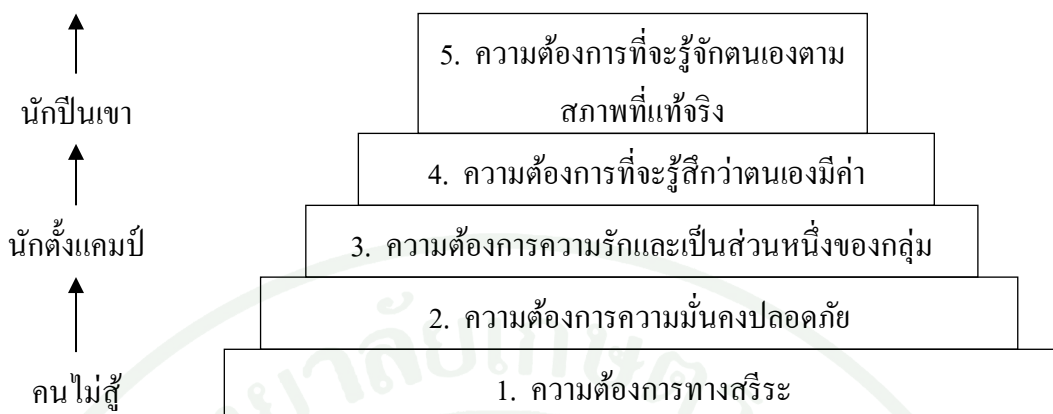 5. ความต้องการที่จะรู้จักตนเองตาม
สภาพที่แท้จริง
นักปีนเขา
4. ความต้องการที่จะรู้สึกว่าตนเองมีค่า
นักตั้งแคมป์
3. ความต้องการความรักและเป็นส่วนหนึ่งของกลุ่ม
2. ความต้องการความมั่นคงปลอดภัย
คนไม่สู้
1. ความต้องการทางสรีระ